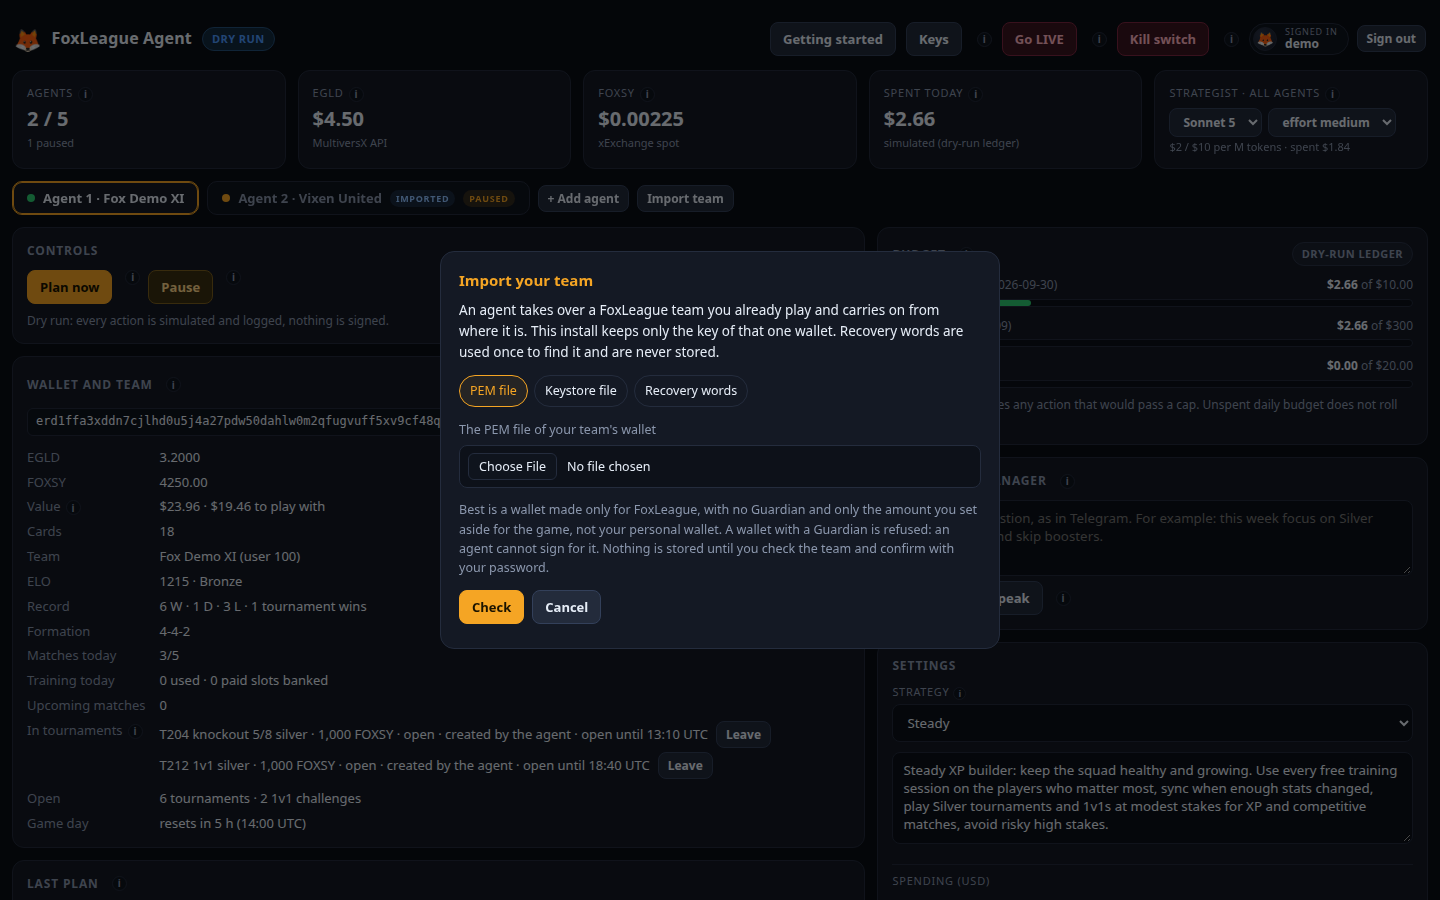 FoxLeague Agent DRY RUN
Getting started Keys i Go LIVE i Kill switch i SIGNED IN demo Sign out
AGENTS i
2 / 5
1 paused
EGLD i
$4.50
MultiversX API
FOXSY i
$0.00225
xExchange spot
SPENT TODAY i
$2.66
simulated (dry-run ledger)
STRATEGIST · ALL AGENTS i
Sonnet 5 effort medium
$2 / $10 per M tokens · spent $1.84
Agent 1 · Fox Demo XI Agent 2 · Vixen United IMPORTED PAUSED + Add agent Import team
CONTROLS
Plan now i Pause i
Dry run: every action is simulated and logged, nothing is signed.
WALLET AND TEAM i
erd1ffa3xddn7cjlhd0u5j4a27pdw50dahlw0m2qfugvuff5xv9cf48q
EGLD 3.2000
FOXSY 4250.00
Value i $23.96 · $19.46 to play with
Cards 18
Team Fox Demo XI (user 100)
ELO 1215 · Bronze
Record 6 W · 1 D · 3 L · 1 tournament wins
Formation 4-4-2
Matches today 3/5
Training today 0 used · 0 paid slots banked
Upcoming matches 0
In tournaments i T204 knockout 5/8 silver · 1,000 FOXSY · open · created by the agent · open until 13:10 UTC Leave
T212 1v1 silver · 1,000 FOXSY · open · created by the agent · open until 18:40 UTC Leave
Open 6 tournaments · 2 1v1 challenges
Game day resets in 5 h (14:00 UTC)
LAST PLAN i
Import your team
An agent takes over a FoxLeague team you already play and carries on from
where it is. This install keeps only the key of that one wallet. Recovery words are
used once to find it and are never stored.
PEM file Keystore file Recovery words
The PEM file of your team's wallet
Choose File No file chosen
Best is a wallet made only for FoxLeague, with no Guardian and only the amount you set
aside for the game, not your personal wallet. A wallet with a Guardian is refused: an
agent cannot sign for it. Nothing is stored until you check the team and confirm with
your password.
Check Cancel
DRY-RUN LEDGER
026-09-30) $2.66 of $10.00
9) $2.66 of $300
$0.00 of $20.00
es any action that would pass a cap. Unspent daily budget does not roll
NAGER i
stion, as in Telegram. For example: this week focus on Silver
nd skip boosters.
peak i
SETTINGS
STRATEGY i
Steady
Steady XP builder: keep the squad healthy and growing. Use every free training
session on the players who matter most, sync when enough stats changed,
play Silver tournaments and 1v1s at modest stakes for XP and competitive
matches, avoid risky high stakes.
SPENDING (USD)